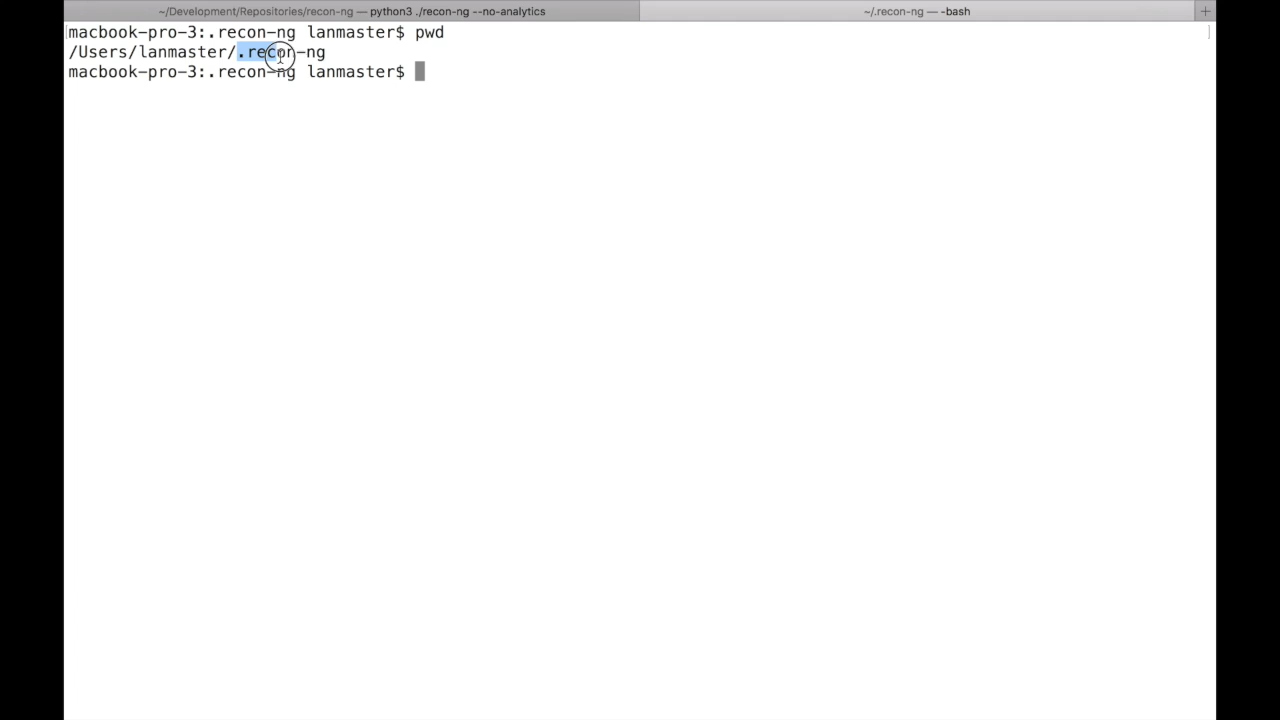 ~/Development/Repositories/recon-ng — python3 ./recon-ng --no-analytics
~/.recon-ng — -bash
+
[macbook-pro-3:.recon-ng lanmaster$ pwd ]
/Users/lanmaster/.recon-ng
macbook-pro-3:.recon-ng lanmaster$